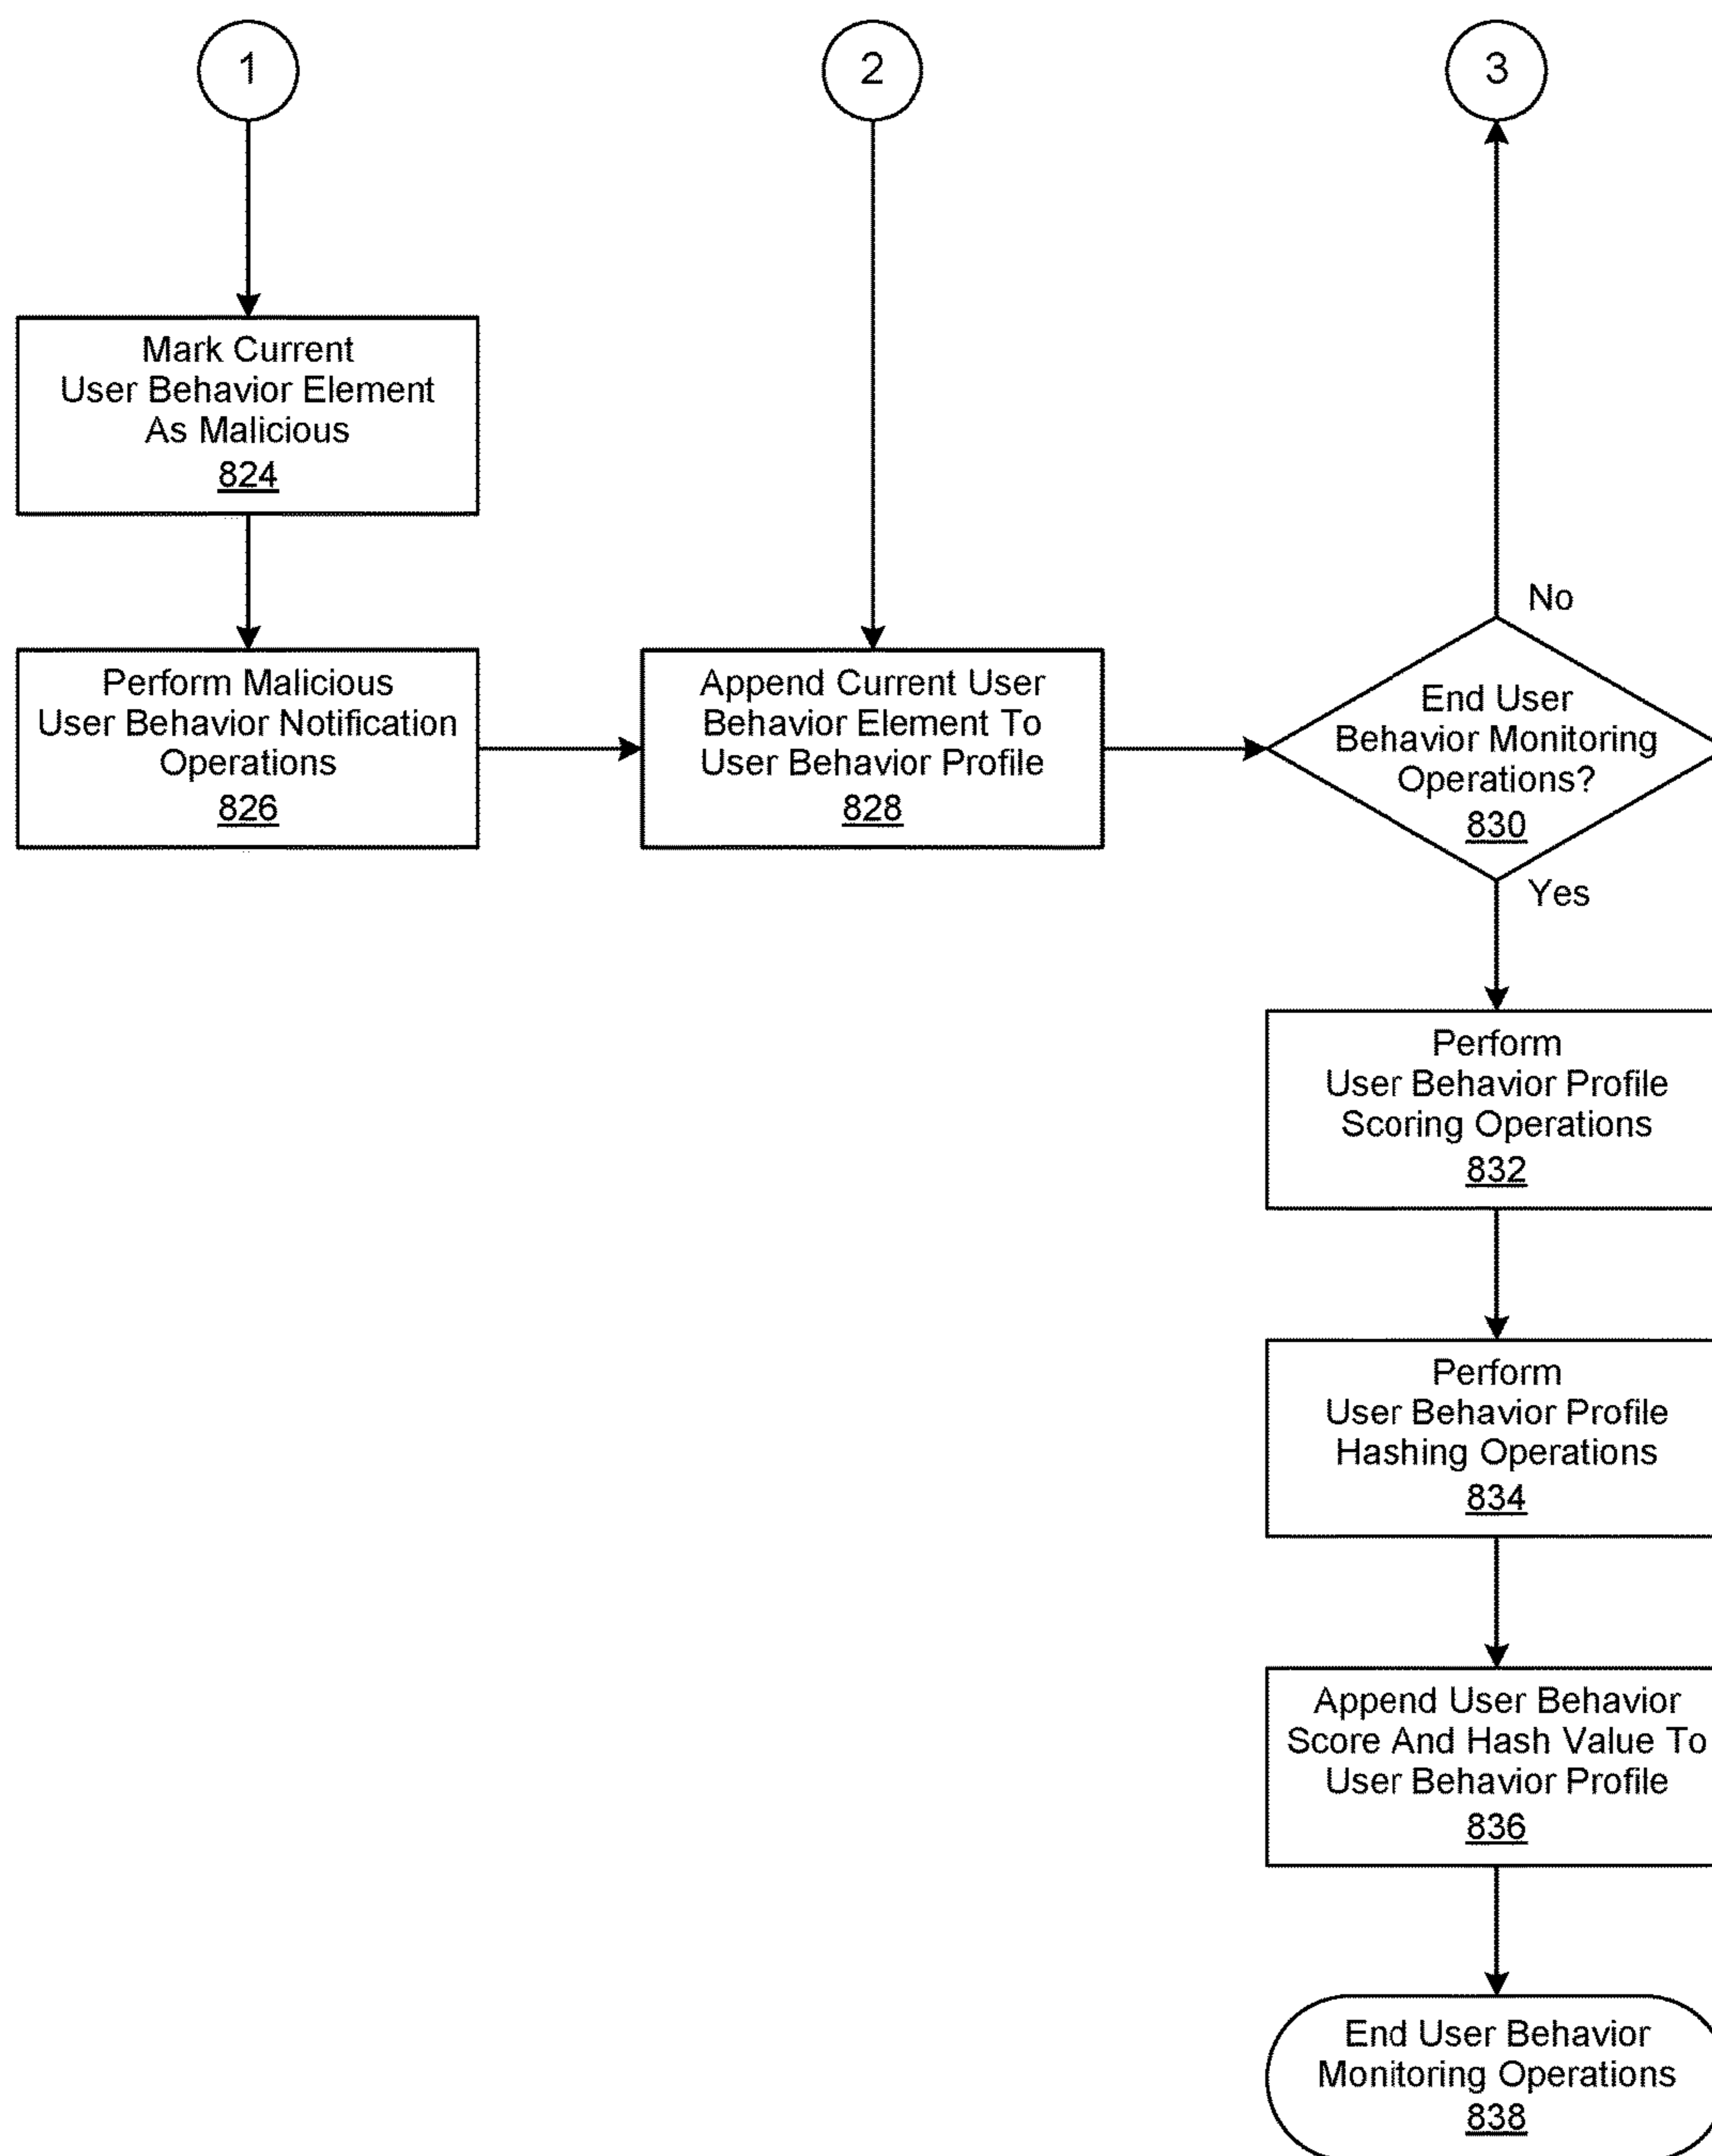 1
2
3
Mark Current
User Behavior Element
As Malicious
824
Perform Malicious
User Behavior Notification
Operations
826
Append Current User
Behavior Element To
User Behavior Profile
828
No
End User
Behavior Monitoring
Operations?
830
Yes
Perform
User Behavior Profile
Scoring Operations
832
Perform
User Behavior Profile
Hashing Operations
834
Append User Behavior
Score And Hash Value To
User Behavior Profile
836
End User Behavior
Monitoring Operations
838